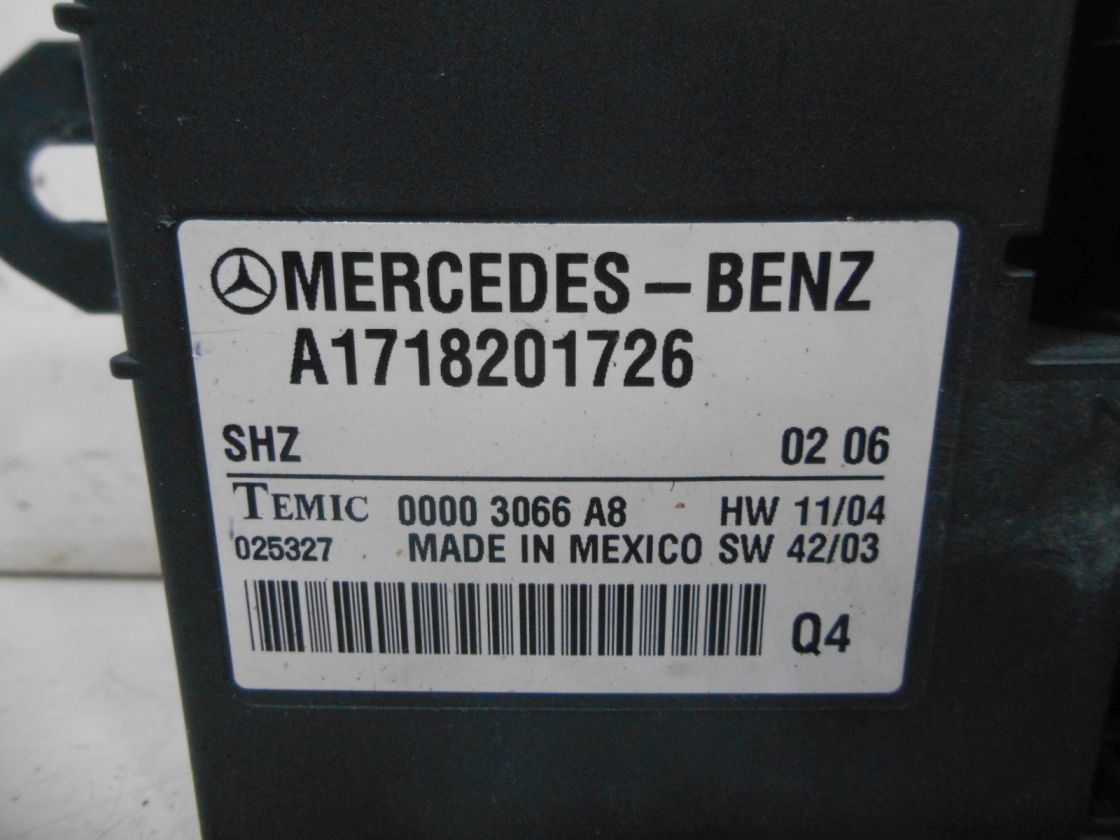 MERCEDES-BENZ
A1718201726
SHZ 02 06
TEMIC 0000 3066 A8 HW 11/04
025327 MADE IN MEXICO SW 42/03
Q4